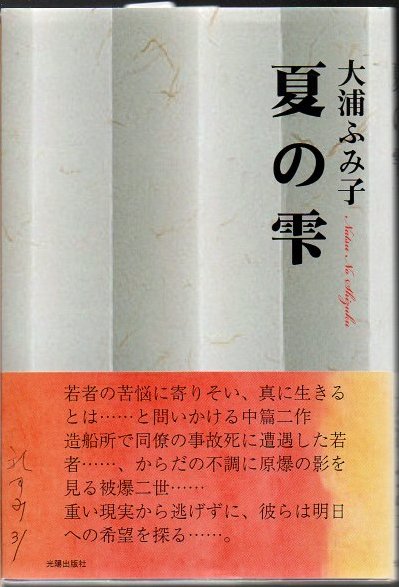 大浦ふみ子
夏の雫
Natsu No Shizuku
若者の苦悩に寄りそい、真に生きる
とは……と問いかける中篇二作
造船所で同僚の事故死に遭遇した若
者……、からだの不調に原爆の影を
見る被爆二世……
重い現実から逃げずに、彼らは明日
への希望を探る……。
光陽出版社